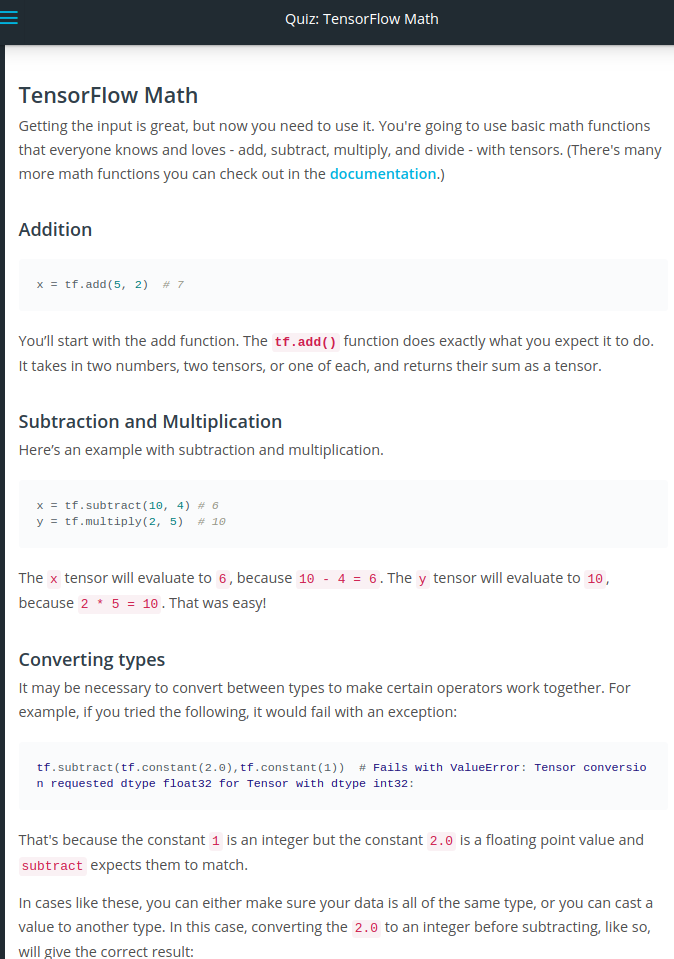 Quiz: TensorFlow Math
TensorFlow Math
Getting the input is great, but now you need to use it. You're going to use basic math functions
that everyone knows and loves - add, subtract, multiply, and divide - with tensors. (There's many
more math functions you can check out in the documentation.)
Addition
x = tf.add(5, 2)  # 7
You’ll start with the add function. The tf.add() function does exactly what you expect it to do.
It takes in two numbers, two tensors, or one of each, and returns their sum as a tensor.
Subtraction and Multiplication
Here’s an example with subtraction and multiplication.
x = tf.subtract(10, 4) # 6
y = tf.multiply(2, 5)  # 10
The x tensor will evaluate to 6, because 10 - 4 = 6. The y tensor will evaluate to 10,
because 2 * 5 = 10. That was easy!
Converting types
It may be necessary to convert between types to make certain operators work together. For
example, if you tried the following, it would fail with an exception:
tf.subtract(tf.constant(2.0),tf.constant(1))  # Fails with ValueError: Tensor conversio
n requested dtype float32 for Tensor with dtype int32:
That's because the constant 1 is an integer but the constant 2.0 is a floating point value and
subtract expects them to match.
In cases like these, you can either make sure your data is all of the same type, or you can cast a
value to another type. In this case, converting the 2.0 to an integer before subtracting, like so,
will give the correct result: